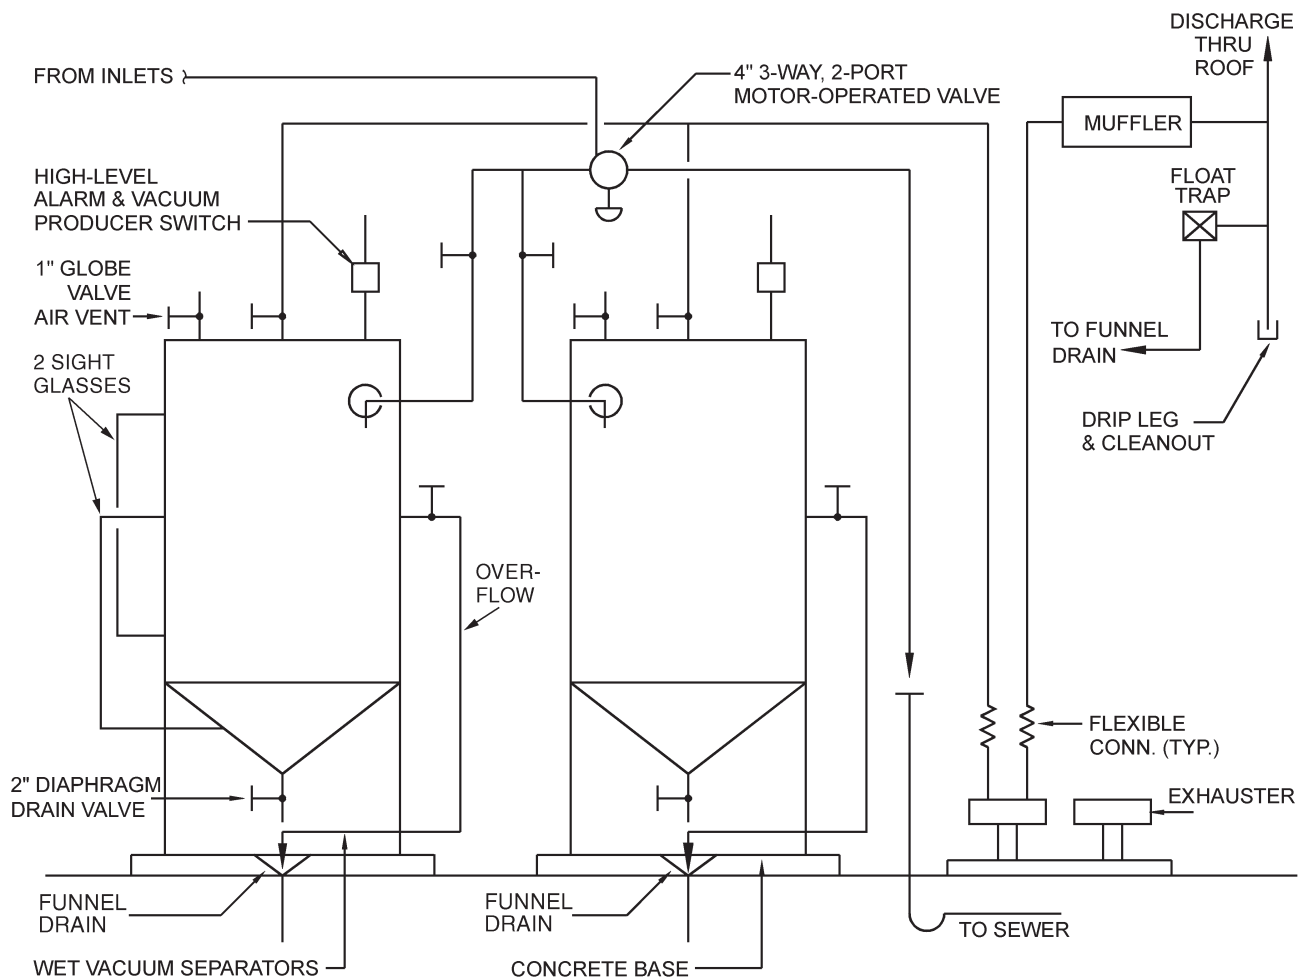 DISCHARGE
THRU
ROOF
FROM INLETS
4" 3-WAY, 2-PORT
MOTOR-OPERATED VALVE
MUFFLER
HIGH-LEVEL
ALARM & VACUUM
PRODUCER SWITCH
FLOAT
TRAP
1" GLOBE
VALVE
AIR VENT
TO FUNNEL
DRAIN
2 SIGHT
GLASSES
DRIP LEG
& CLEANOUT
OVER-
FLOW
FLEXIBLE
CONN. (TYP.)
2" DIAPHRAGM
DRAIN VALVE
EXHAUSTER
FUNNEL
DRAIN
FUNNEL
DRAIN
TO SEWER
WET VACUUM SEPARATORS
CONCRETE BASE